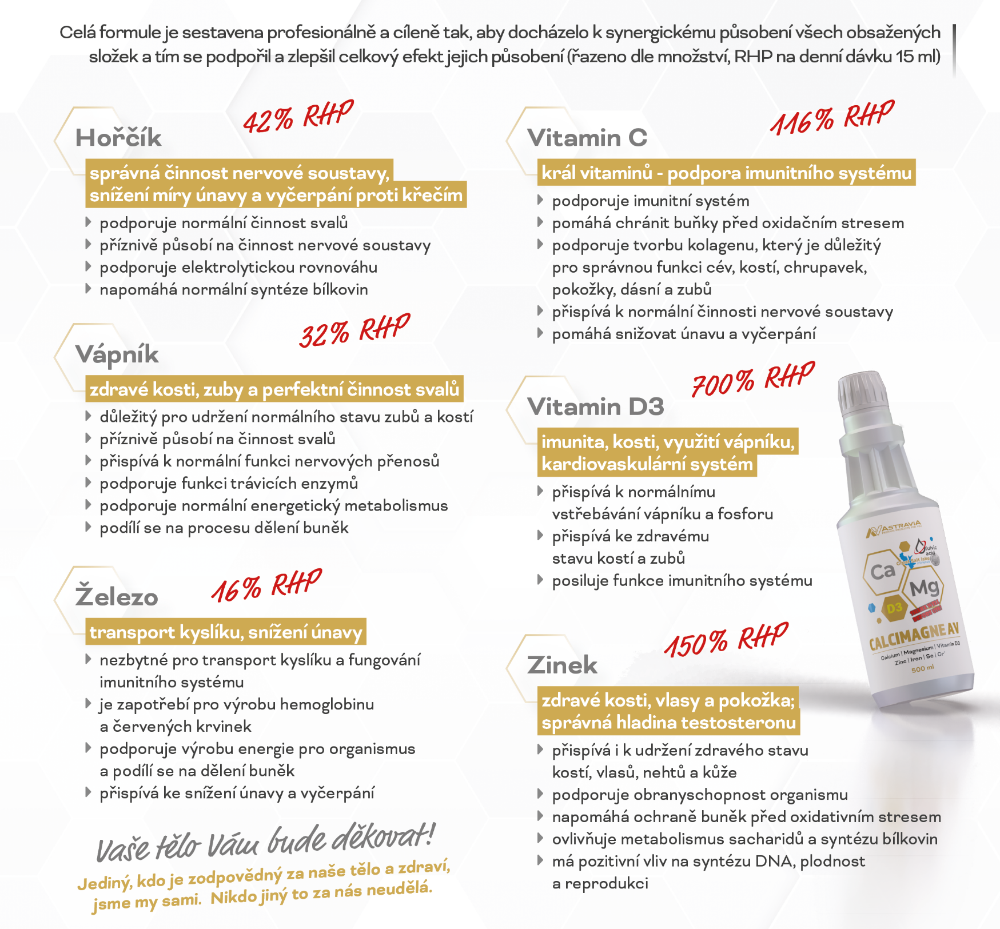 Celá formule je sestavena profesionálně a cíleně tak, aby docházelo k synergickému působení všech obsažených
složek a tím se podpořil a zlepšil celkový efekt jejich působení (řazeno dle množství, RHP na denní dávku 15 ml)
Hořčík
42% RHP
správná činnost nervové soustavy,
snížení míry únavy a vyčerpání proti křečím
podporuje normální činnost svalů
příznivě působí na činnost nervové soustavy
podporuje elektrolytickou rovnováhu
napomáhá normální syntéze bílkovin
Vápník
32% RHP
zdravé kosti, zuby a perfektní činnost svalů
důležitý pro udržení normálního stavu zubů a kostí
příznivě působí na činnost svalů
přispívá k normální funkci nervových přenosů
podporuje funkci trávicích enzymů
podporuje normální energetický metabolismus
podílí se na procesu dělení buněk
Železo
16% RHP
transport kyslíku, snížení únavy
nezbytné pro transport kyslíku a fungování
imunitního systému
je zapotřebí pro výrobu hemoglobinu
a červených krvinek
podporuje výrobu energie pro organismus
a podílí se na dělení buněk
přispívá ke snížení únavy a vyčerpání
Vaše tělo Vám bude děkovat!
Jediný, kdo je zodpovědný za naše tělo a zdraví,
jsme my sami. Nikdo jiný to za nás neudělá.
Vitamin C
116% RHP
král vitaminů - podpora imunitního systému
podporuje imunitní systém
pomáhá chránit buňky před oxidačním stresem
podporuje tvorbu kolagenu, který je důležitý
pro správnou funkci cév, kostí, chrupavek,
pokožky, dásní a zubů
přispívá k normální činnosti nervové soustavy
pomáhá snižovat únavu a vyčerpání
Vitamin D3
700% RHP
imunita, kosti, využití vápníku,
kardiovaskulární systém
přispívá k normálnímu
vstřebávání vápníku a fosforu
přispívá ke zdravému
stavu kostí a zubů
posiluje funkce imunitního systému
Zinek
150% RHP
zdravé kosti, vlasy a pokožka;
správná hladina testosteronu
přispívá i k udržení zdravého stavu
kostí, vlasů, nehtů a kůže
podporuje obranyschopnost organismu
napomáhá ochraně buněk před oxidativním stresem
ovlivňuje metabolismus sacharidů a syntézu bílkovin
má pozitivní vliv na syntézu DNA, plodnost
a reprodukci
ASTRAVIA
fulvic
acid
Great Salt lake
minerals
Ca
Mg
D3
CALCIMAGNE AV
Calcium | Magnesium | Vitamin D3
Zinc | Iron | Se | Cr
500 ml